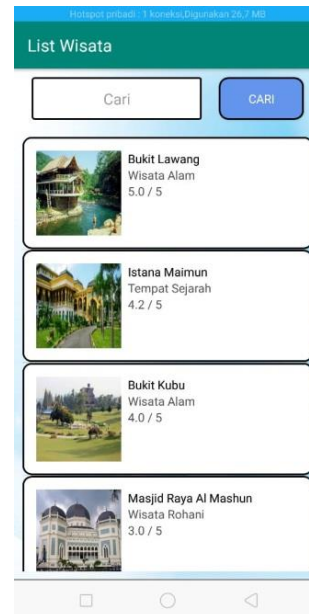 Hotspot pribadi : 1 koneksi,Digunakan 26,7 MB
List Wisata
Cari
CARI
Bukit Lawang
Wisata Alam
5.0 / 5
Istana Maimun
Tempat Sejarah
4.2 / 5
Bukit Kubu
Wisata Alam
4.0 / 5
Masjid Raya Al Mashun
Wisata Rohani
3.0 / 5